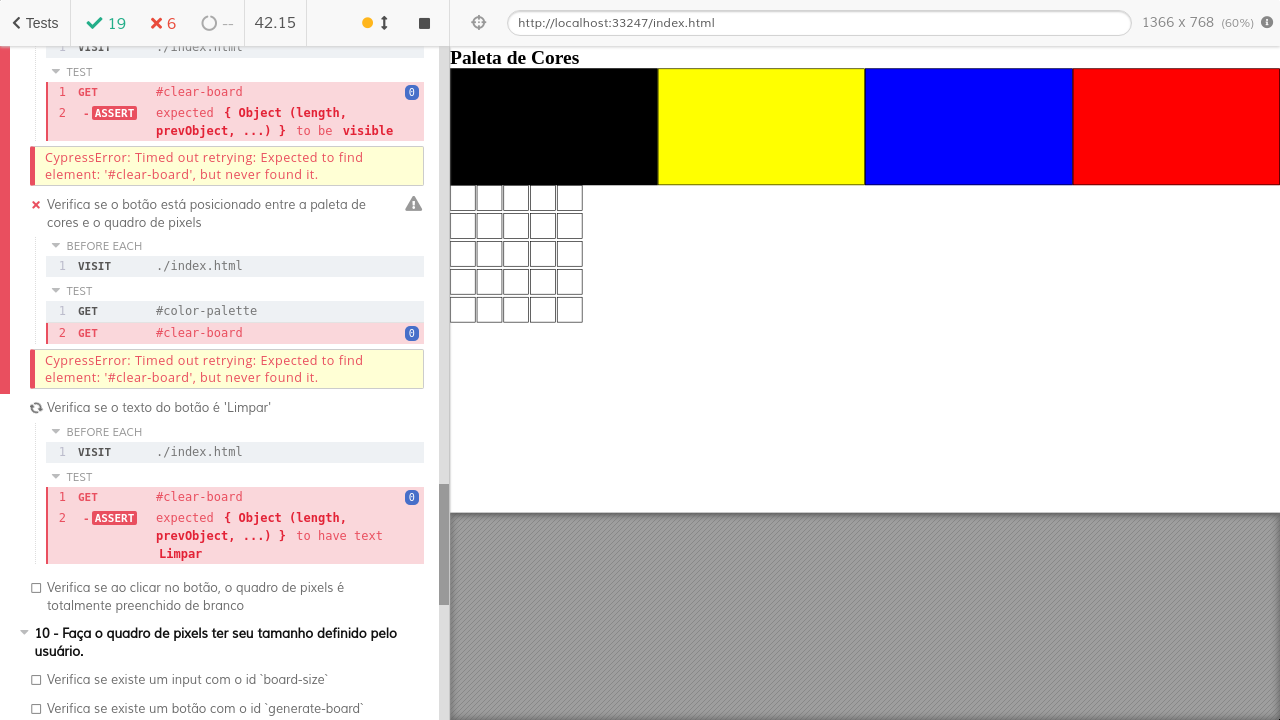 Tests 19 6 -- 42.15 http://localhost:33247/index.html 1366 x 768 (60%)
1 VISIT ./index.html
TEST
1 GET #clear-board 0
2 -ASSERT expected { Object (length,
prevObject, ...) } to be visible
CypressError: Timed out retrying: Expected to find
element: '#clear-board', but never found it.
Verifica se o botão está posicionado entre a paleta de
cores e o quadro de pixels
BEFORE EACH
1 VISIT ./index.html
TEST
1 GET #color-palette
2 GET #clear-board 0
CypressError: Timed out retrying: Expected to find
element: '#clear-board', but never found it.
Verifica se o texto do botão é 'Limpar'
BEFORE EACH
1 VISIT ./index.html
TEST
1 GET #clear-board 0
2 -ASSERT expected { Object (length,
prevObject, ...) } to have text
Limpar
Verifica se ao clicar no botão, o quadro de pixels é
totalmente preenchido de branco
10 - Faça o quadro de pixels ter seu tamanho definido pelo
usuário.
Verifica se existe um input com o id `board-size`
Verifica se existe um botão com o id `generate-board`
Paleta de Cores